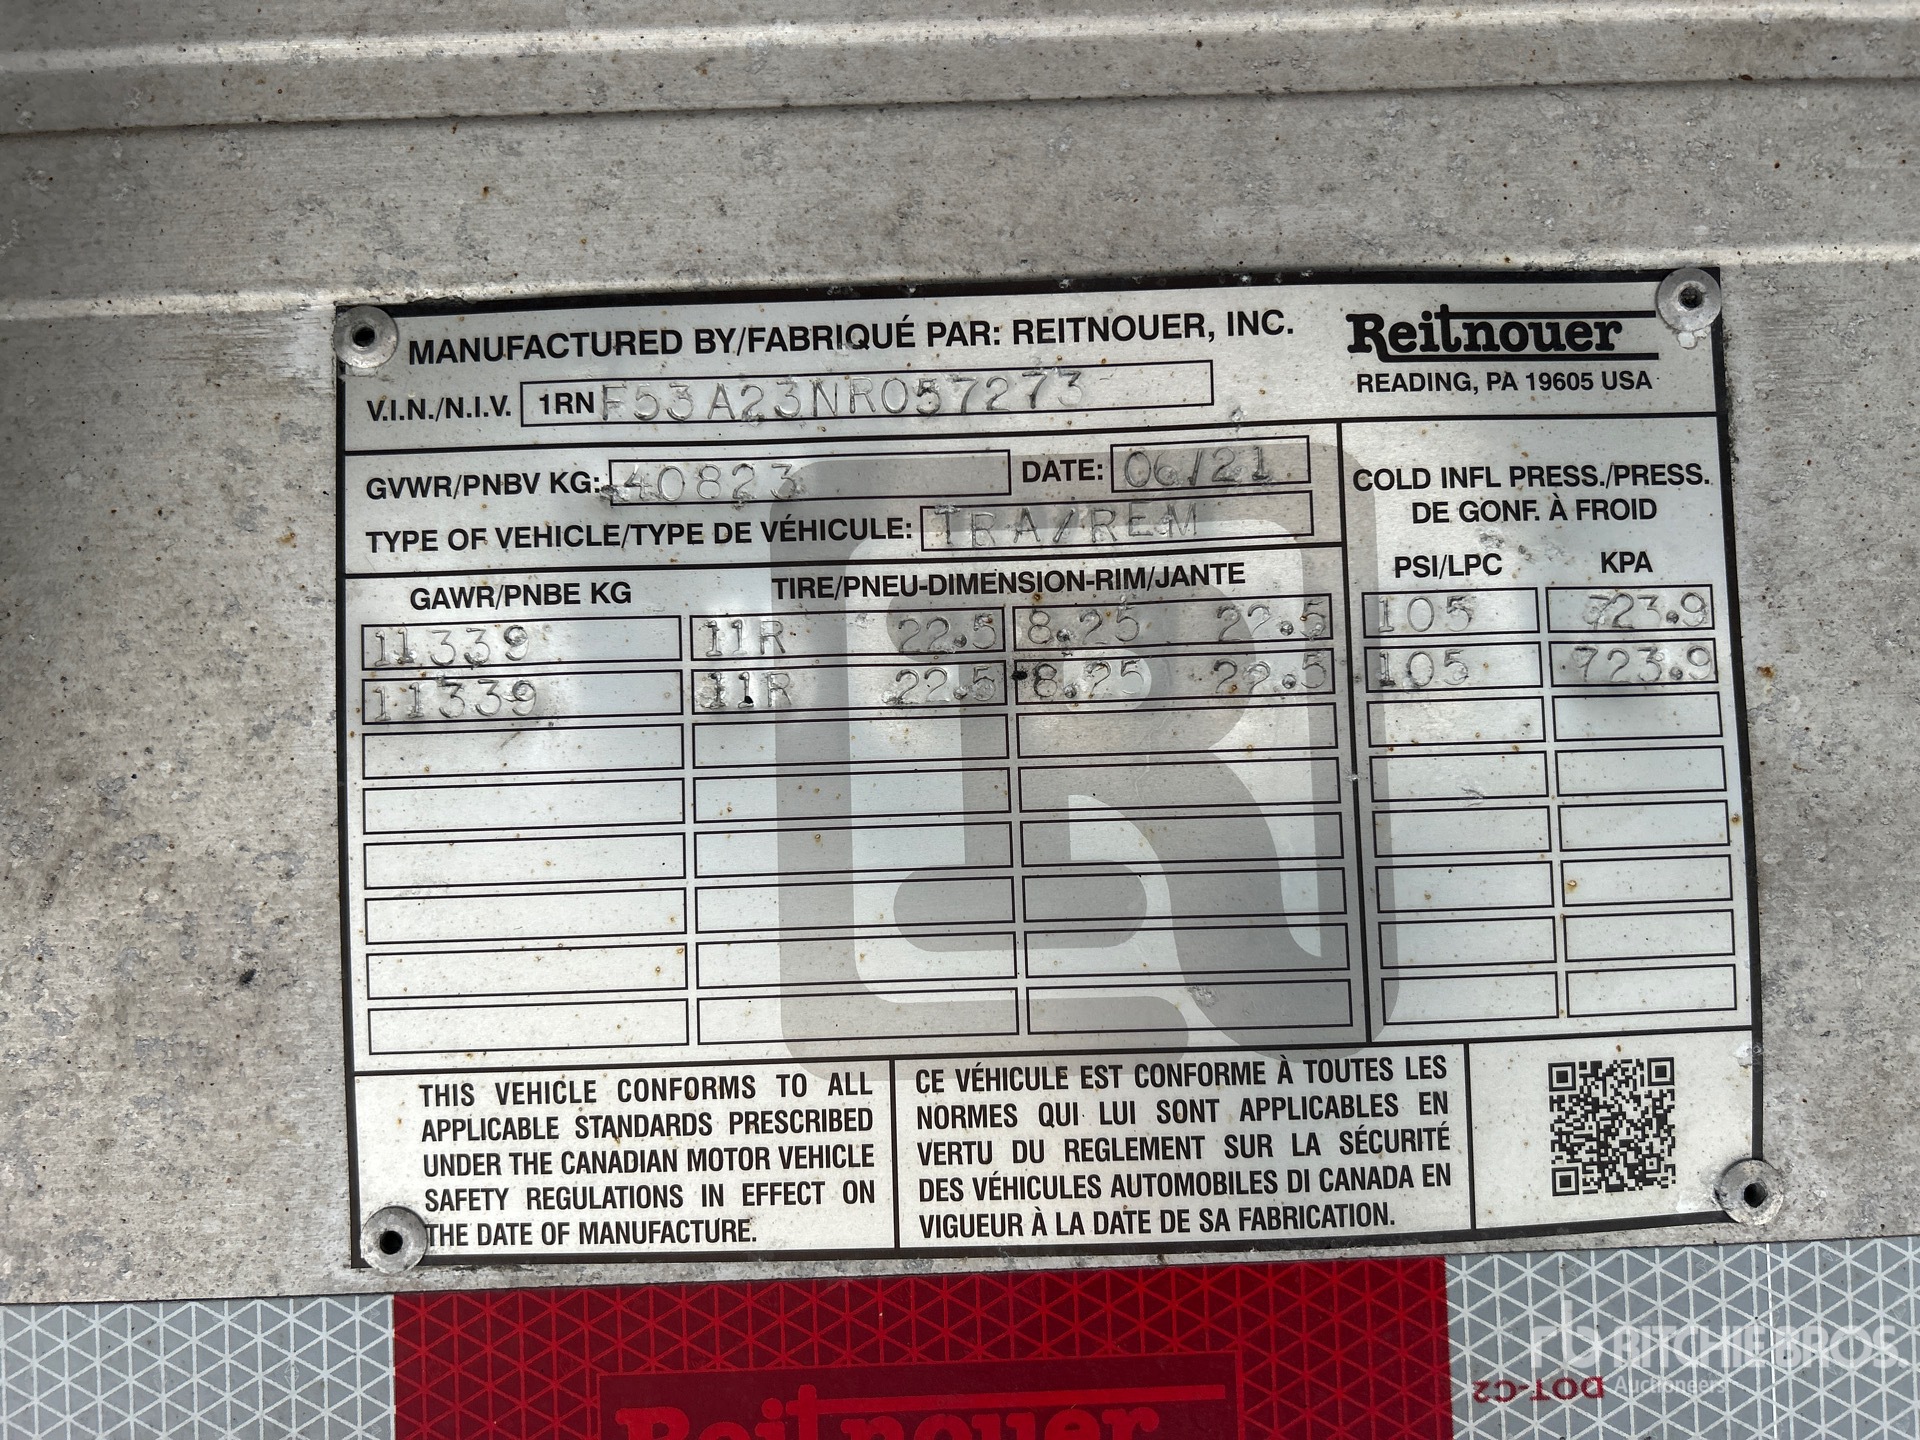 MANUFACTURED BY/FABRIQUÉ PAR: REITNOUER, INC.
Reitnouer
READING, PA 19605 USA
V.I.N./N.I.V. 1RNF53A23NR057273
GVWR/PNBV KG: 40823 DATE: 06/21
TYPE OF VEHICLE/TYPE DE VÉHICULE: TRA/REM
COLD INFL PRESS./PRESS.
DE GONF. À FROID
GAWR/PNBE KG TIRE/PNEU-DIMENSION-RIM/JANTE PSI/LPC KPA
11339 11R 22.5 8.25 22.5 105 723.9
11339 11R 22.5 8.25 22.5 105 723.9
THIS VEHICLE CONFORMS TO ALL
APPLICABLE STANDARDS PRESCRIBED
UNDER THE CANADIAN MOTOR VEHICLE
SAFETY REGULATIONS IN EFFECT ON
THE DATE OF MANUFACTURE.
CE VÉHICULE EST CONFORME À TOUTES LES
NORMES QUI LUI SONT APPLICABLES EN
VERTU DU REGLEMENT SUR LA SÉCURITÉ
DES VÉHICULES AUTOMOBILES DI CANADA EN
VIGUEUR À LA DATE DE SA FABRICATION.
Reitnouer
DOT-C2
RITCHIE BROS.
Auctioneers